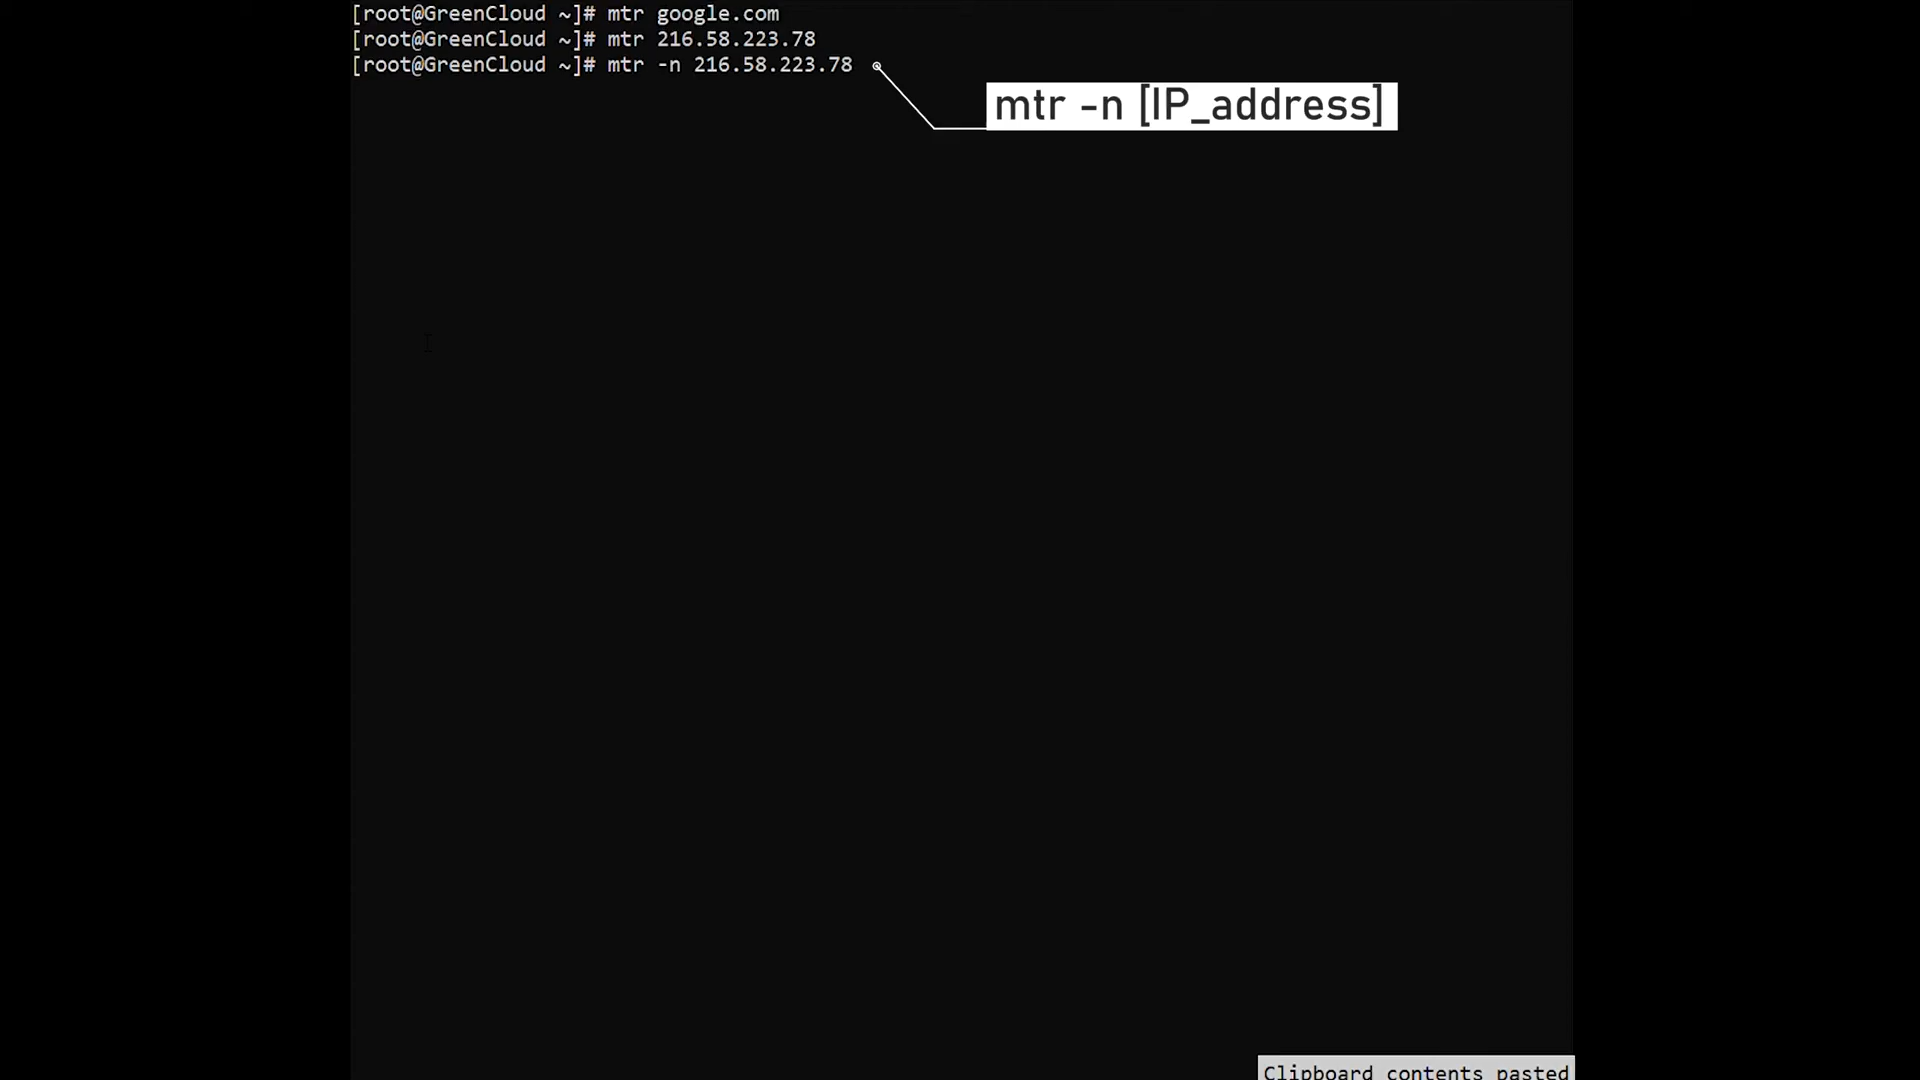 [root@GreenCloud ~]# mtr google.com
[root@GreenCloud ~]# mtr 216.58.223.78
[root@GreenCloud ~]# mtr -n 216.58.223.78
mtr -n [IP_address]
Clipboard contents pasted